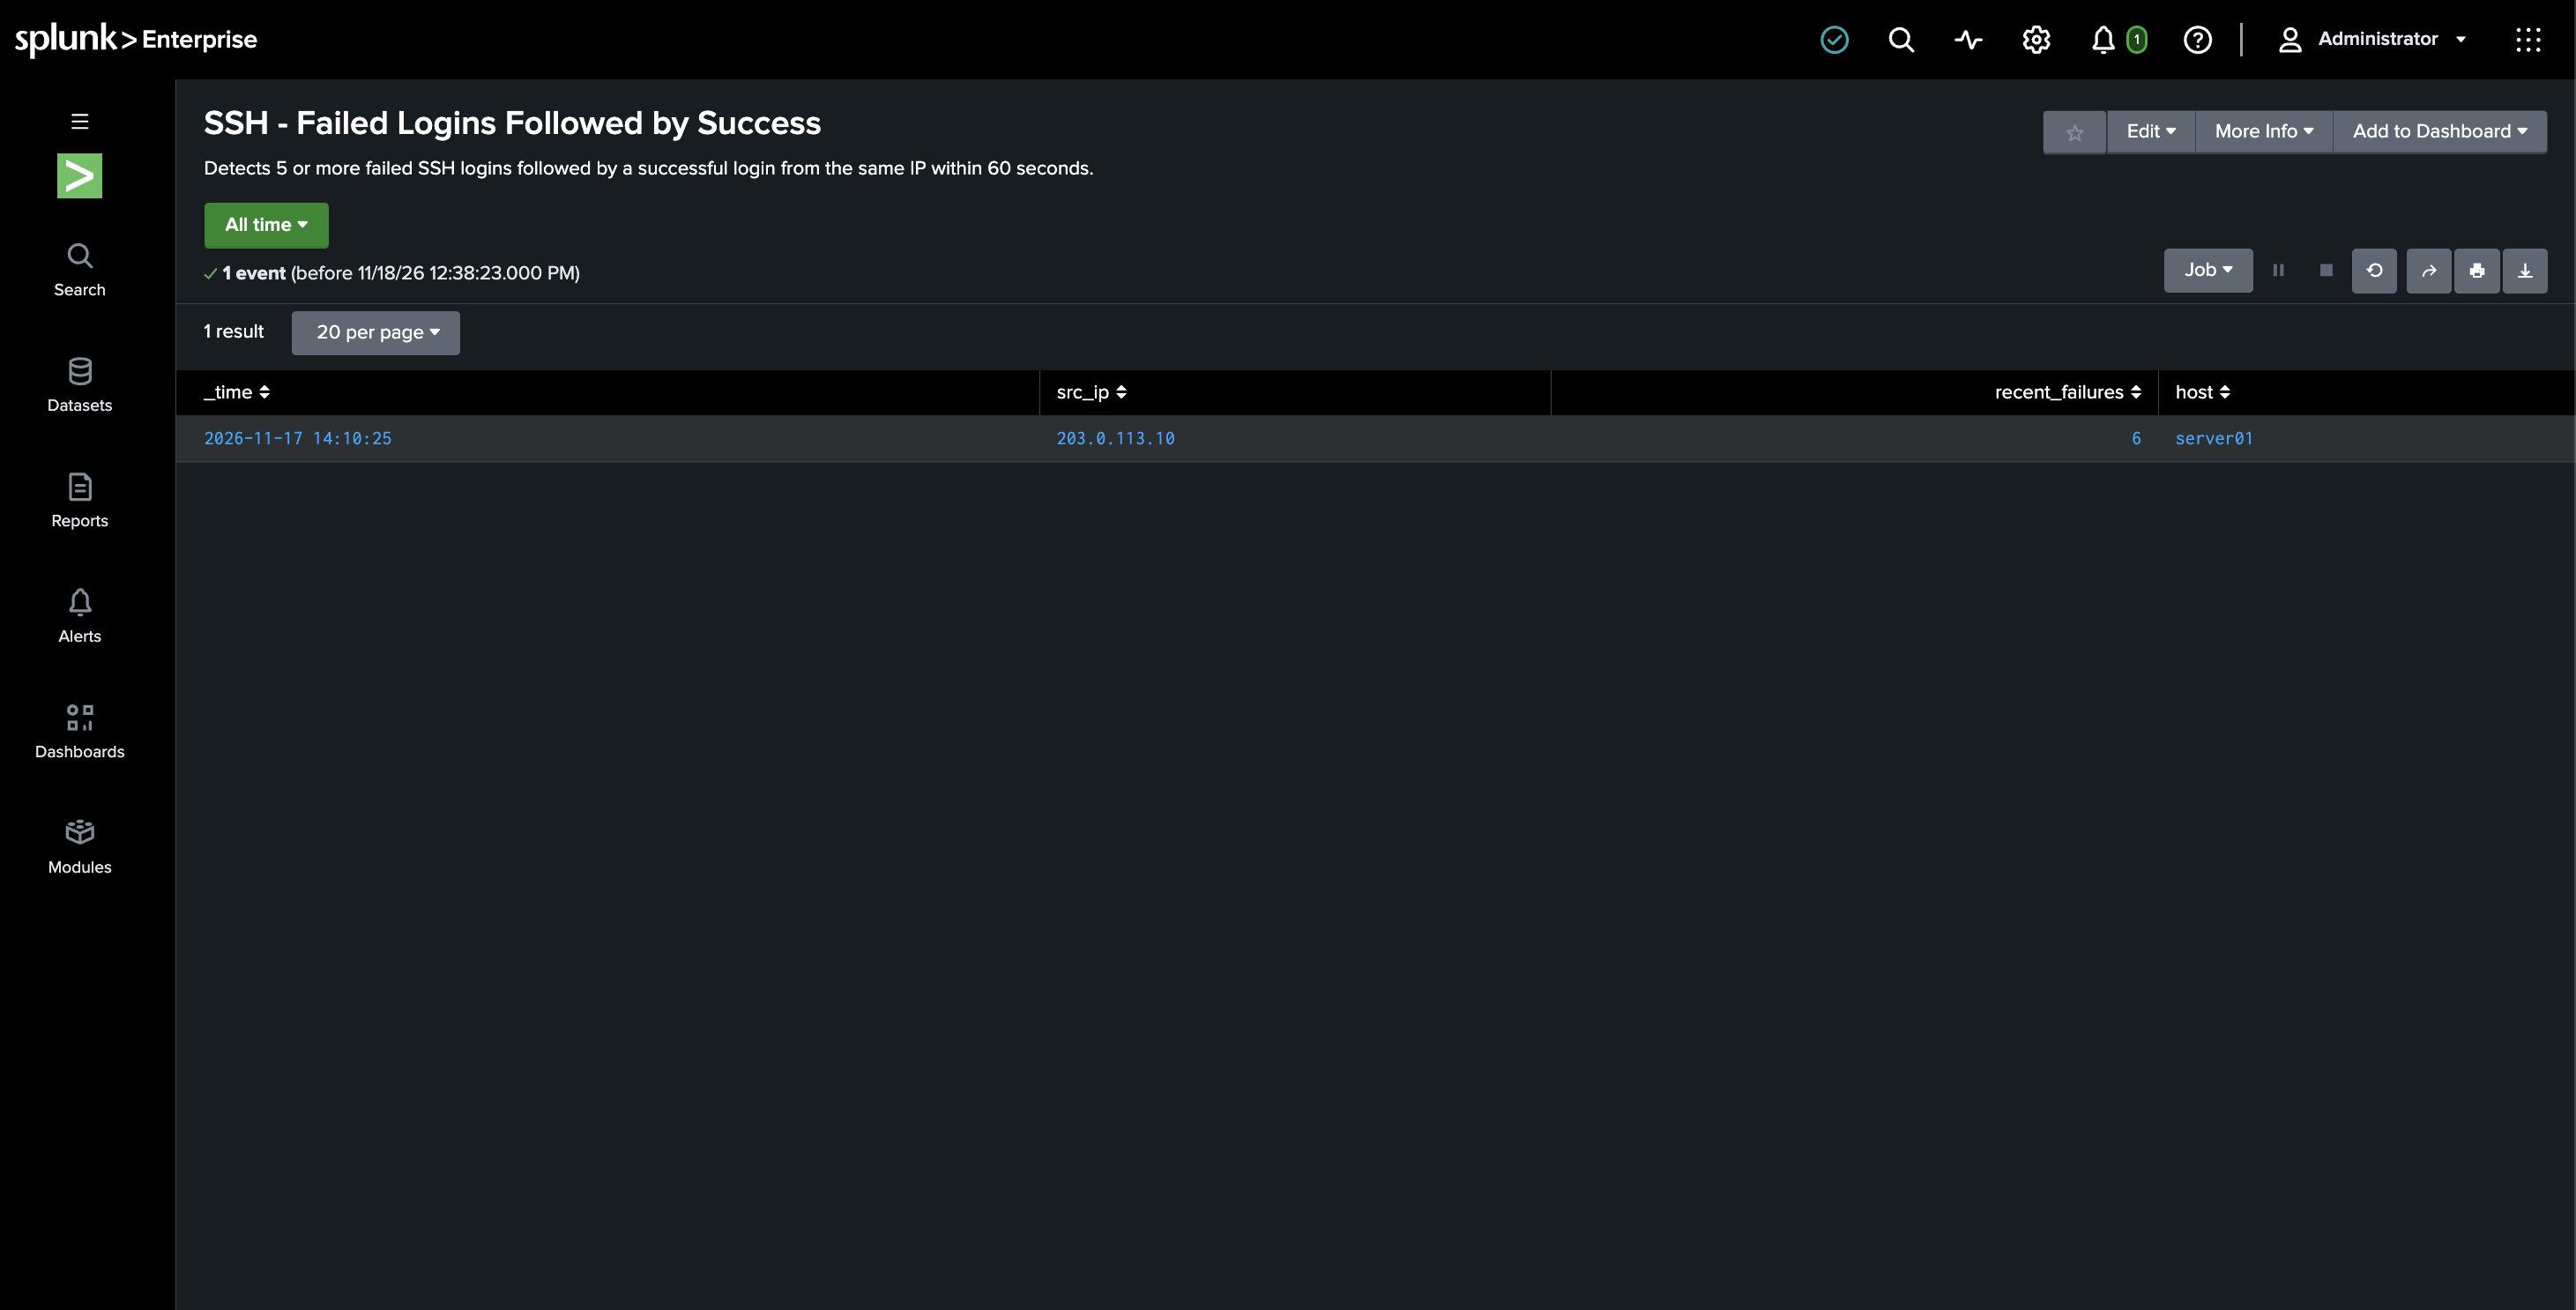 splunk>Enterprise
1
Administrator
SSH - Failed Logins Followed by Success
Edit
More Info
Add to Dashboard
Detects 5 or more failed SSH logins followed by a successful login from the same IP within 60 seconds.
All time
1 event (before 11/18/26 12:38:23.000 PM)
Job
1 result
20 per page
_time
src_ip
recent_failures
host
2026-11-17 14:10:25
203.0.113.10
6
server01
Search
Datasets
Reports
Alerts
Dashboards
Modules